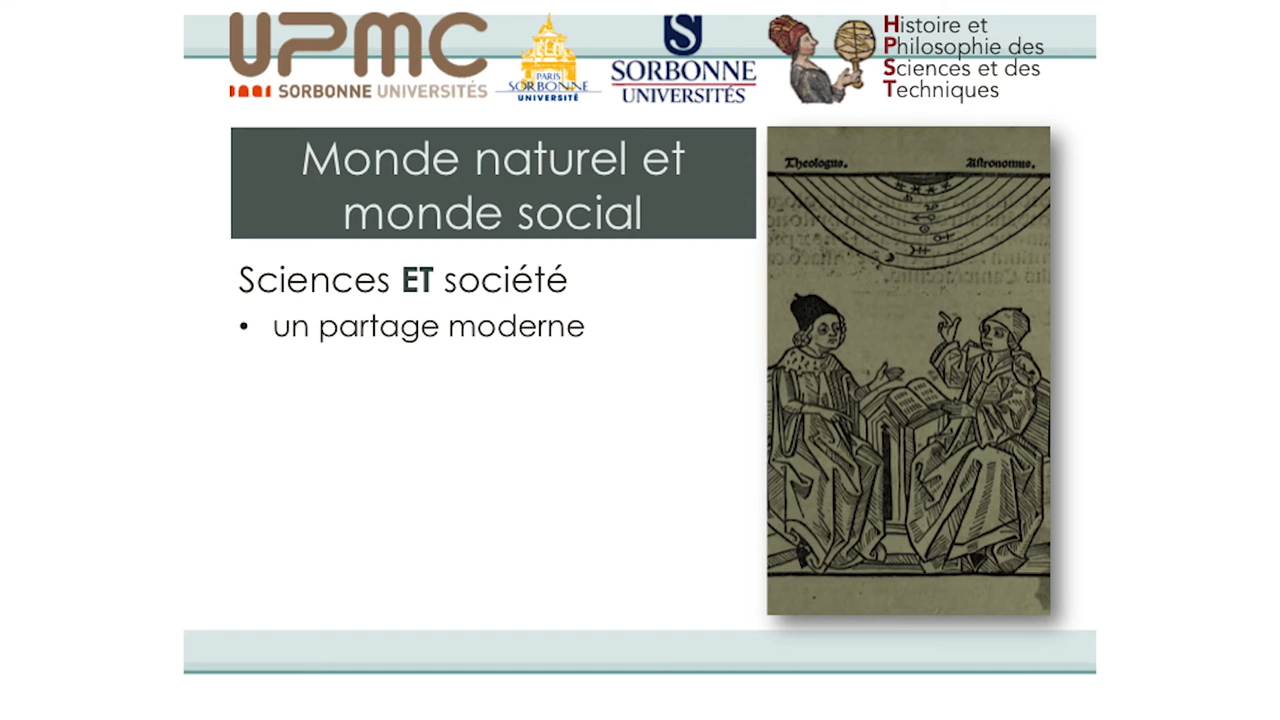 UPMC
SORBONNE UNIVERSITÉS
PARIS
SORBONNE
UNIVERSITÉ
S
SORBONNE
UNIVERSITÉS
Histoire et
Philosophie des
Sciences et des
Techniques
Monde naturel et
monde social
Sciences ET société
• un partage moderne
Theologus. Astronomus.